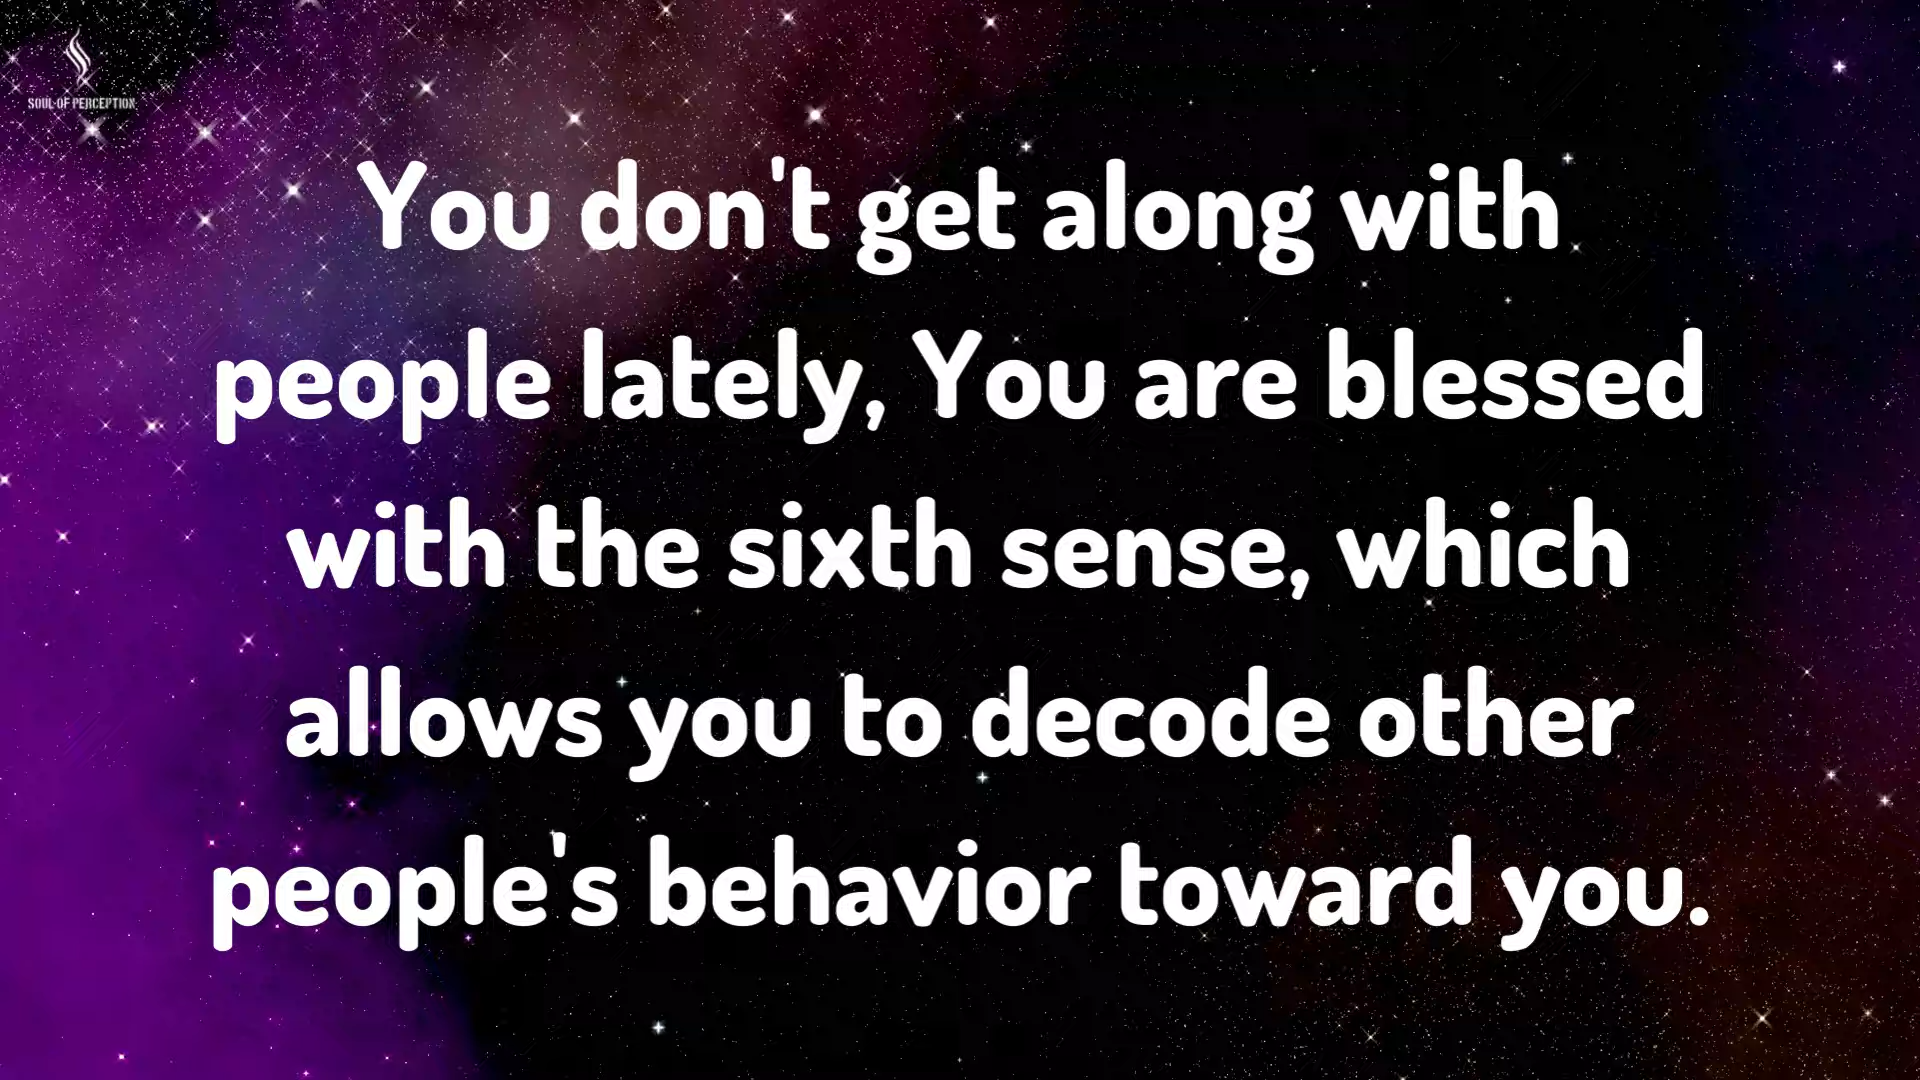 SOUL OF PERCEPTION
You don't get along with
people lately, You are blessed
with the sixth sense, which
allows you to decode other
people's behavior toward you.